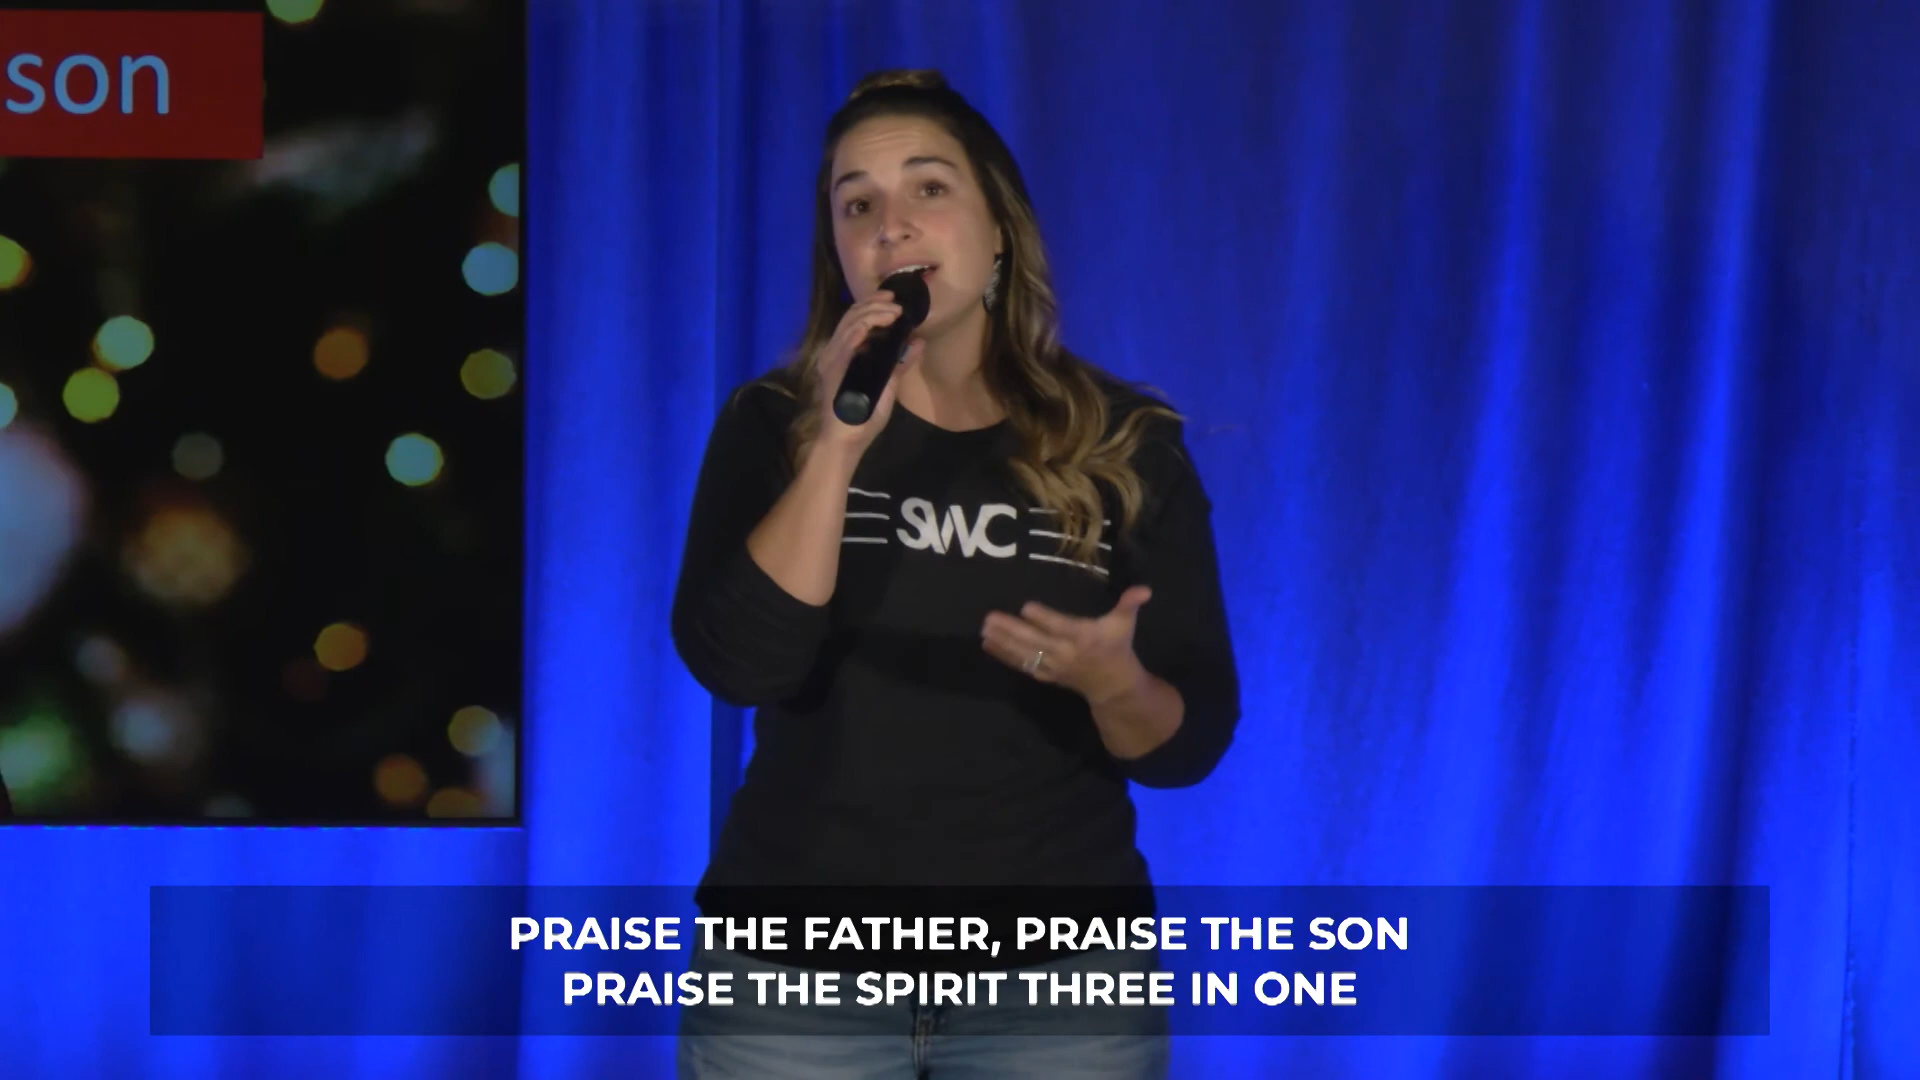 son
SWC
PRAISE THE FATHER, PRAISE THE SON
PRAISE THE SPIRIT THREE IN ONE